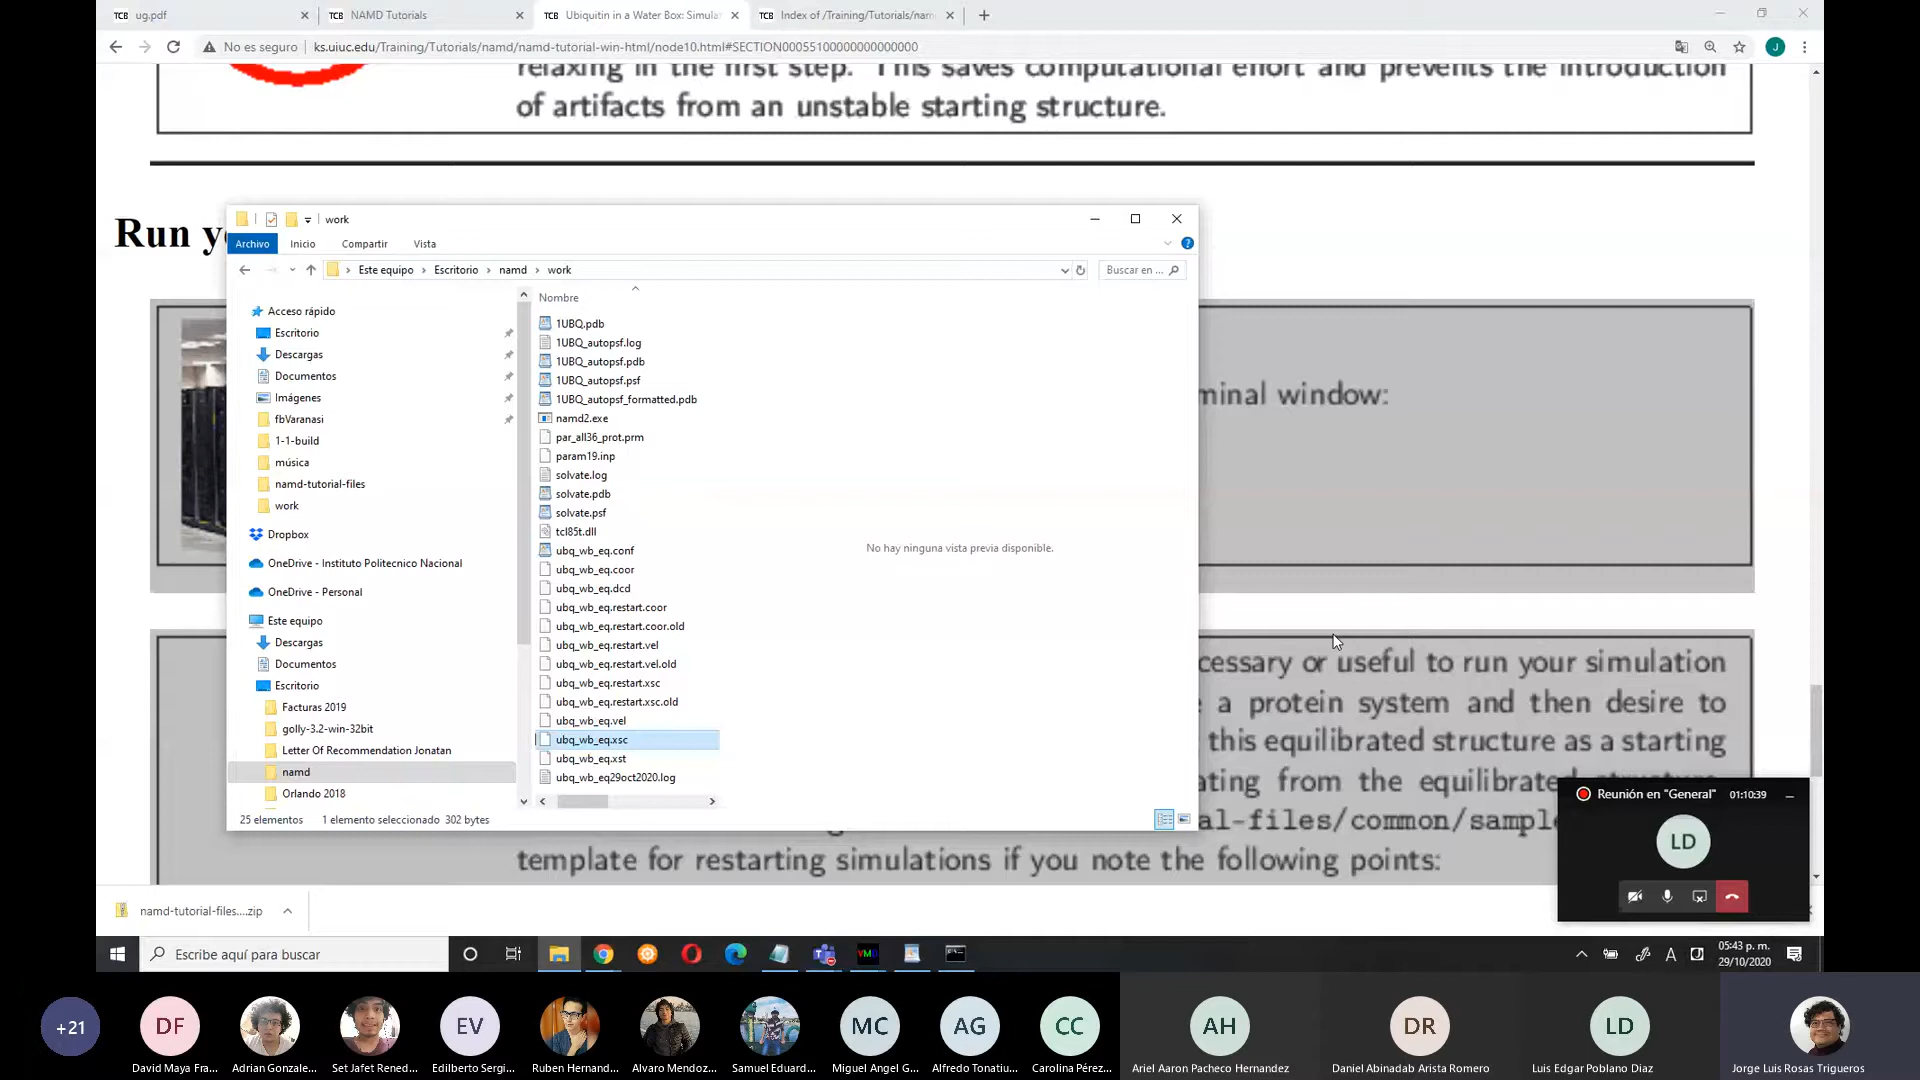 TCB ug.pdf
TCB NAMD Tutorials
TCB Ubiquitin in a Water Box: Simulat
TCB Index of /Training/Tutorials/nam
No es seguro | ks.uiuc.edu/Training/Tutorials/namd/namd-tutorial-win-html/node10.html#SECTION00055100000000000000
J
relaxing in the first step. This saves computational effort and prevents the introduction
of artifacts from an unstable starting structure.
Run y
minal window:
work
Archivo Inicio Compartir Vista
Este equipo Escritorio namd work
Buscar en ...
Acceso rápido
Escritorio
Descargas
Documentos
Imágenes
fbVaranasi
1-1-build
música
namd-tutorial-files
work
Dropbox
OneDrive - Instituto Politecnico Nacional
OneDrive - Personal
Este equipo
Descargas
Documentos
Escritorio
Facturas 2019
golly-3.2-win-32bit
Letter Of Recommendation Jonatan
namd
Orlando 2018
Nombre
1UBQ.pdb
1UBQ_autopsf.log
1UBQ_autopsf.pdb
1UBQ_autopsf.psf
1UBQ_autopsf_formatted.pdb
namd2.exe
par_all36_prot.prm
param19.inp
solvate.log
solvate.pdb
solvate.psf
tcl85t.dll
ubq_wb_eq.conf
ubq_wb_eq.coor
ubq_wb_eq.dcd
ubq_wb_eq.restart.coor
ubq_wb_eq.restart.coor.old
ubq_wb_eq.restart.vel
ubq_wb_eq.restart.vel.old
ubq_wb_eq.restart.xsc
ubq_wb_eq.restart.xsc.old
ubq_wb_eq.vel
ubq_wb_eq.xsc
ubq_wb_eq.xst
ubq_wb_eq29oct2020.log
No hay ninguna vista previa disponible.
25 elementos 1 elemento seleccionado 302 bytes
cessary or useful to run your simulation
a protein system and then desire to
this equilibrated structure as a starting
ating from the equilibrated structure
al-files/common/sample
template for restarting simulations if you note the following points:
Reunión en "General" 01:10:39
LD
namd-tutorial-files....zip
Escribe aquí para buscar
VMD
A
05:43 p. m.
29/10/2020
+21
DF
David Maya Fra...
Adrian Gonzale...
Set Jafet Rened...
EV
Edilberto Sergi...
Ruben Hernand...
Alvaro Mendoz...
Samuel Eduard...
MC
Miguel Angel G...
AG
Alfredo Tonatiu...
CC
Carolina Pérez...
AH
Ariel Aaron Pacheco Hernandez
DR
Daniel Abinadab Arista Romero
LD
Luis Edgar Poblano Diaz
Jorge Luis Rosas Trigueros